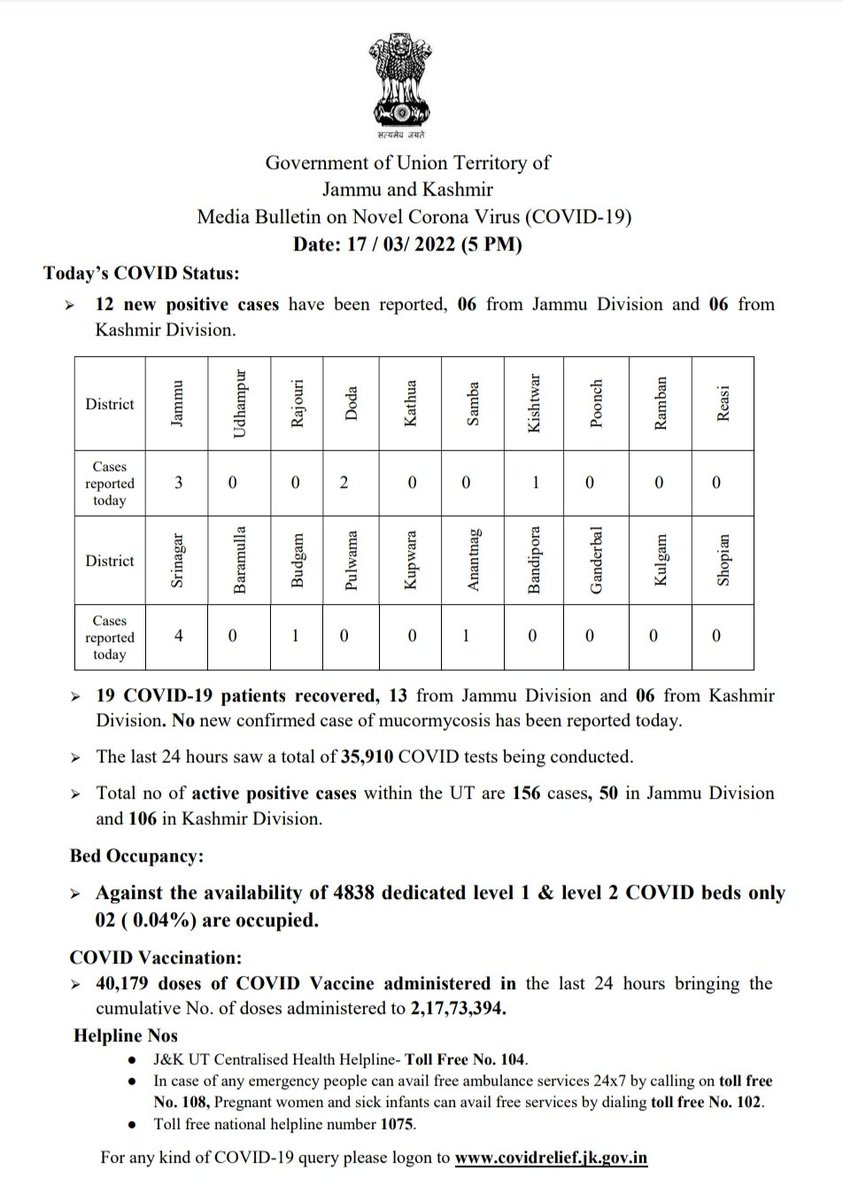 सत्यमेव जयते
Government of Union Territory of
Jammu and Kashmir
Media Bulletin on Novel Corona Virus (COVID-19)
Date: 17 / 03/ 2022 (5 PM)
Today’s COVID Status:
➢ 12 new positive cases have been reported, 06 from Jammu Division and 06 from
Kashmir Division.
District Jammu Udhampur Rajouri Doda Kathua Samba Kishtwar Poonch Ramban Reasi
Cases
reported
today 3 0 0 2 0 0 1 0 0 0
District Srinagar Baramulla Budgam Pulwama Kupwara Anantnag Bandipora Ganderbal Kulgam Shopian
Cases
reported
today 4 0 1 0 0 1 0 0 0 0
➢ 19 COVID-19 patients recovered, 13 from Jammu Division and 06 from Kashmir
Division. No new confirmed case of mucormycosis has been reported today.
➢ The last 24 hours saw a total of 35,910 COVID tests being conducted.
➢ Total no of active positive cases within the UT are 156 cases, 50 in Jammu Division
and 106 in Kashmir Division.
Bed Occupancy:
➢ Against the availability of 4838 dedicated level 1 & level 2 COVID beds only
02 ( 0.04%) are occupied.
COVID Vaccination:
➢ 40,179 doses of COVID Vaccine administered in the last 24 hours bringing the
cumulative No. of doses administered to 2,17,73,394.
Helpline Nos
● J&K UT Centralised Health Helpline- Toll Free No. 104.
● In case of any emergency people can avail free ambulance services 24x7 by calling on toll free
No. 108, Pregnant women and sick infants can avail free services by dialing toll free No. 102.
● Toll free national helpline number 1075.
For any kind of COVID-19 query please logon to www.covidrelief.jk.gov.in